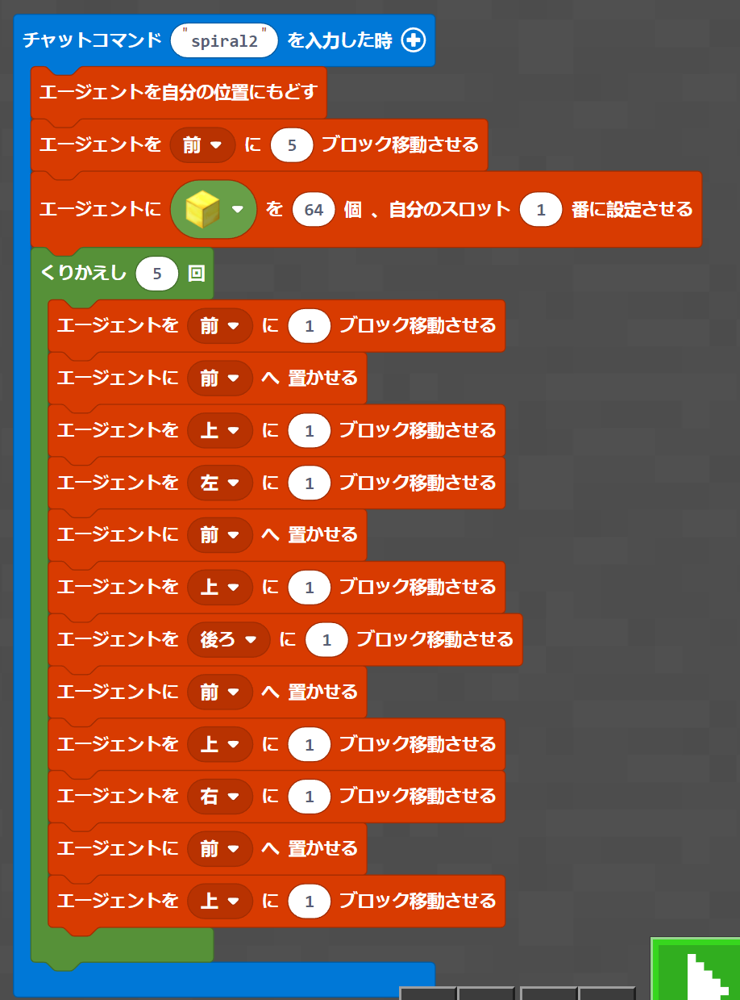 チャットコマンド "spiral2" を入力した時
エージェントを自分の位置にもどす
エージェントを 前 に 5 ブロック移動させる
エージェントに を 64 個 、自分のスロット 1 番に設定させる
くりかえし 5 回
エージェントを 前 に 1 ブロック移動させる
エージェントに 前 へ 置かせる
エージェントを 上 に 1 ブロック移動させる
エージェントを 左 に 1 ブロック移動させる
エージェントに 前 へ 置かせる
エージェントを 上 に 1 ブロック移動させる
エージェントを 後ろ に 1 ブロック移動させる
エージェントに 前 へ 置かせる
エージェントを 上 に 1 ブロック移動させる
エージェントを 右 に 1 ブロック移動させる
エージェントに 前 へ 置かせる
エージェントを 上 に 1 ブロック移動させる